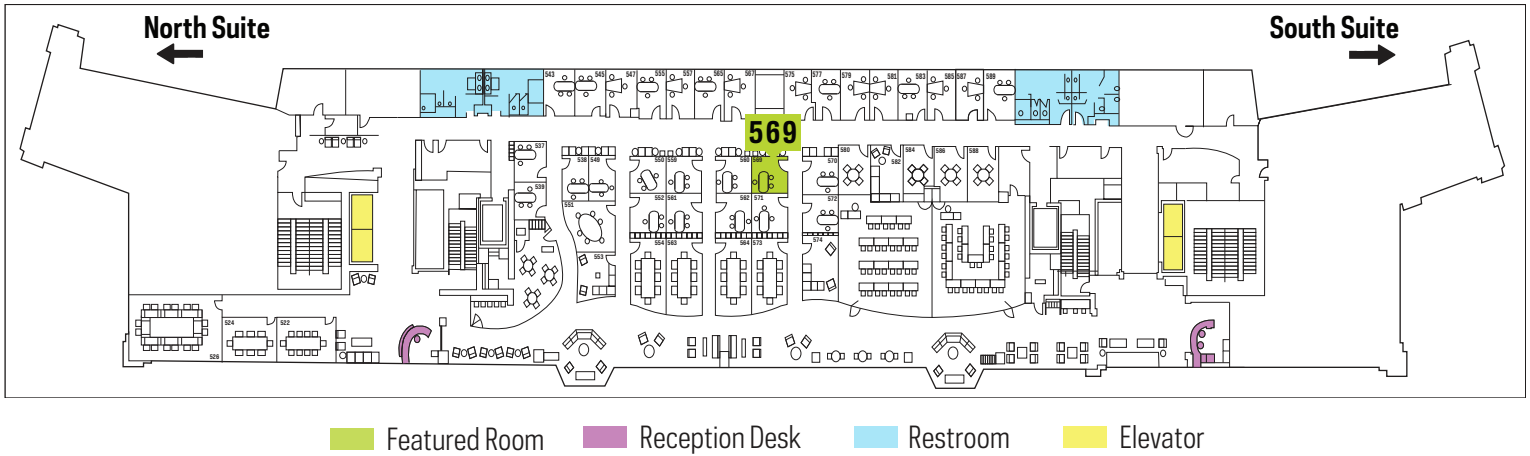 North Suite
South Suite
543 545 547 555 557 565 567 575 577 579 581 583 585 587 589
569
537 538 549 550 559 560 569 570 580 582 584 586 588
539 551 552 561 562 571 572
553 554 563 564 573 574
526 524 522
Featured Room
Reception Desk
Restroom
Elevator